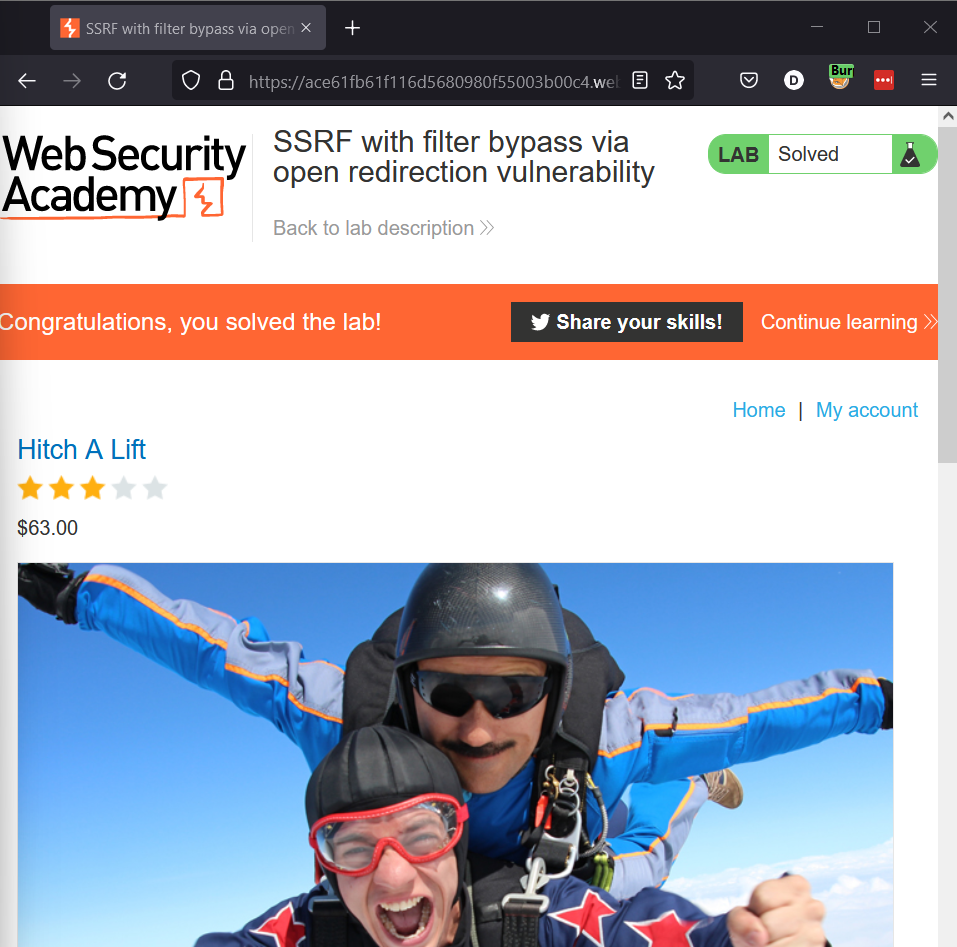 SSRF with filter bypass via open
https://ace61fb61f116d5680980f55003b00c4.web
Bur
WebSecurity
Academy
SSRF with filter bypass via
open redirection vulnerability
Back to lab description
LAB Solved
Congratulations, you solved the lab!
Share your skills!
Continue learning
Home | My account
Hitch A Lift
$63.00